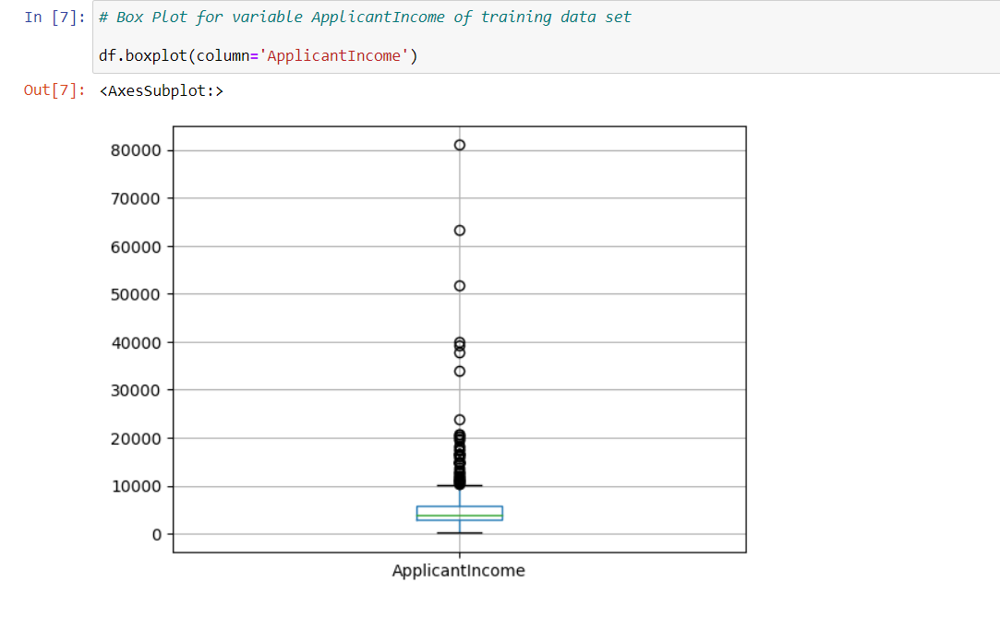 In [7]: # Box Plot for variable ApplicantIncome of training data set
df.boxplot(column='ApplicantIncome')
Out[7]: <AxesSubplot:>
80000
70000
60000
50000
40000
30000
20000
10000
0
ApplicantIncome